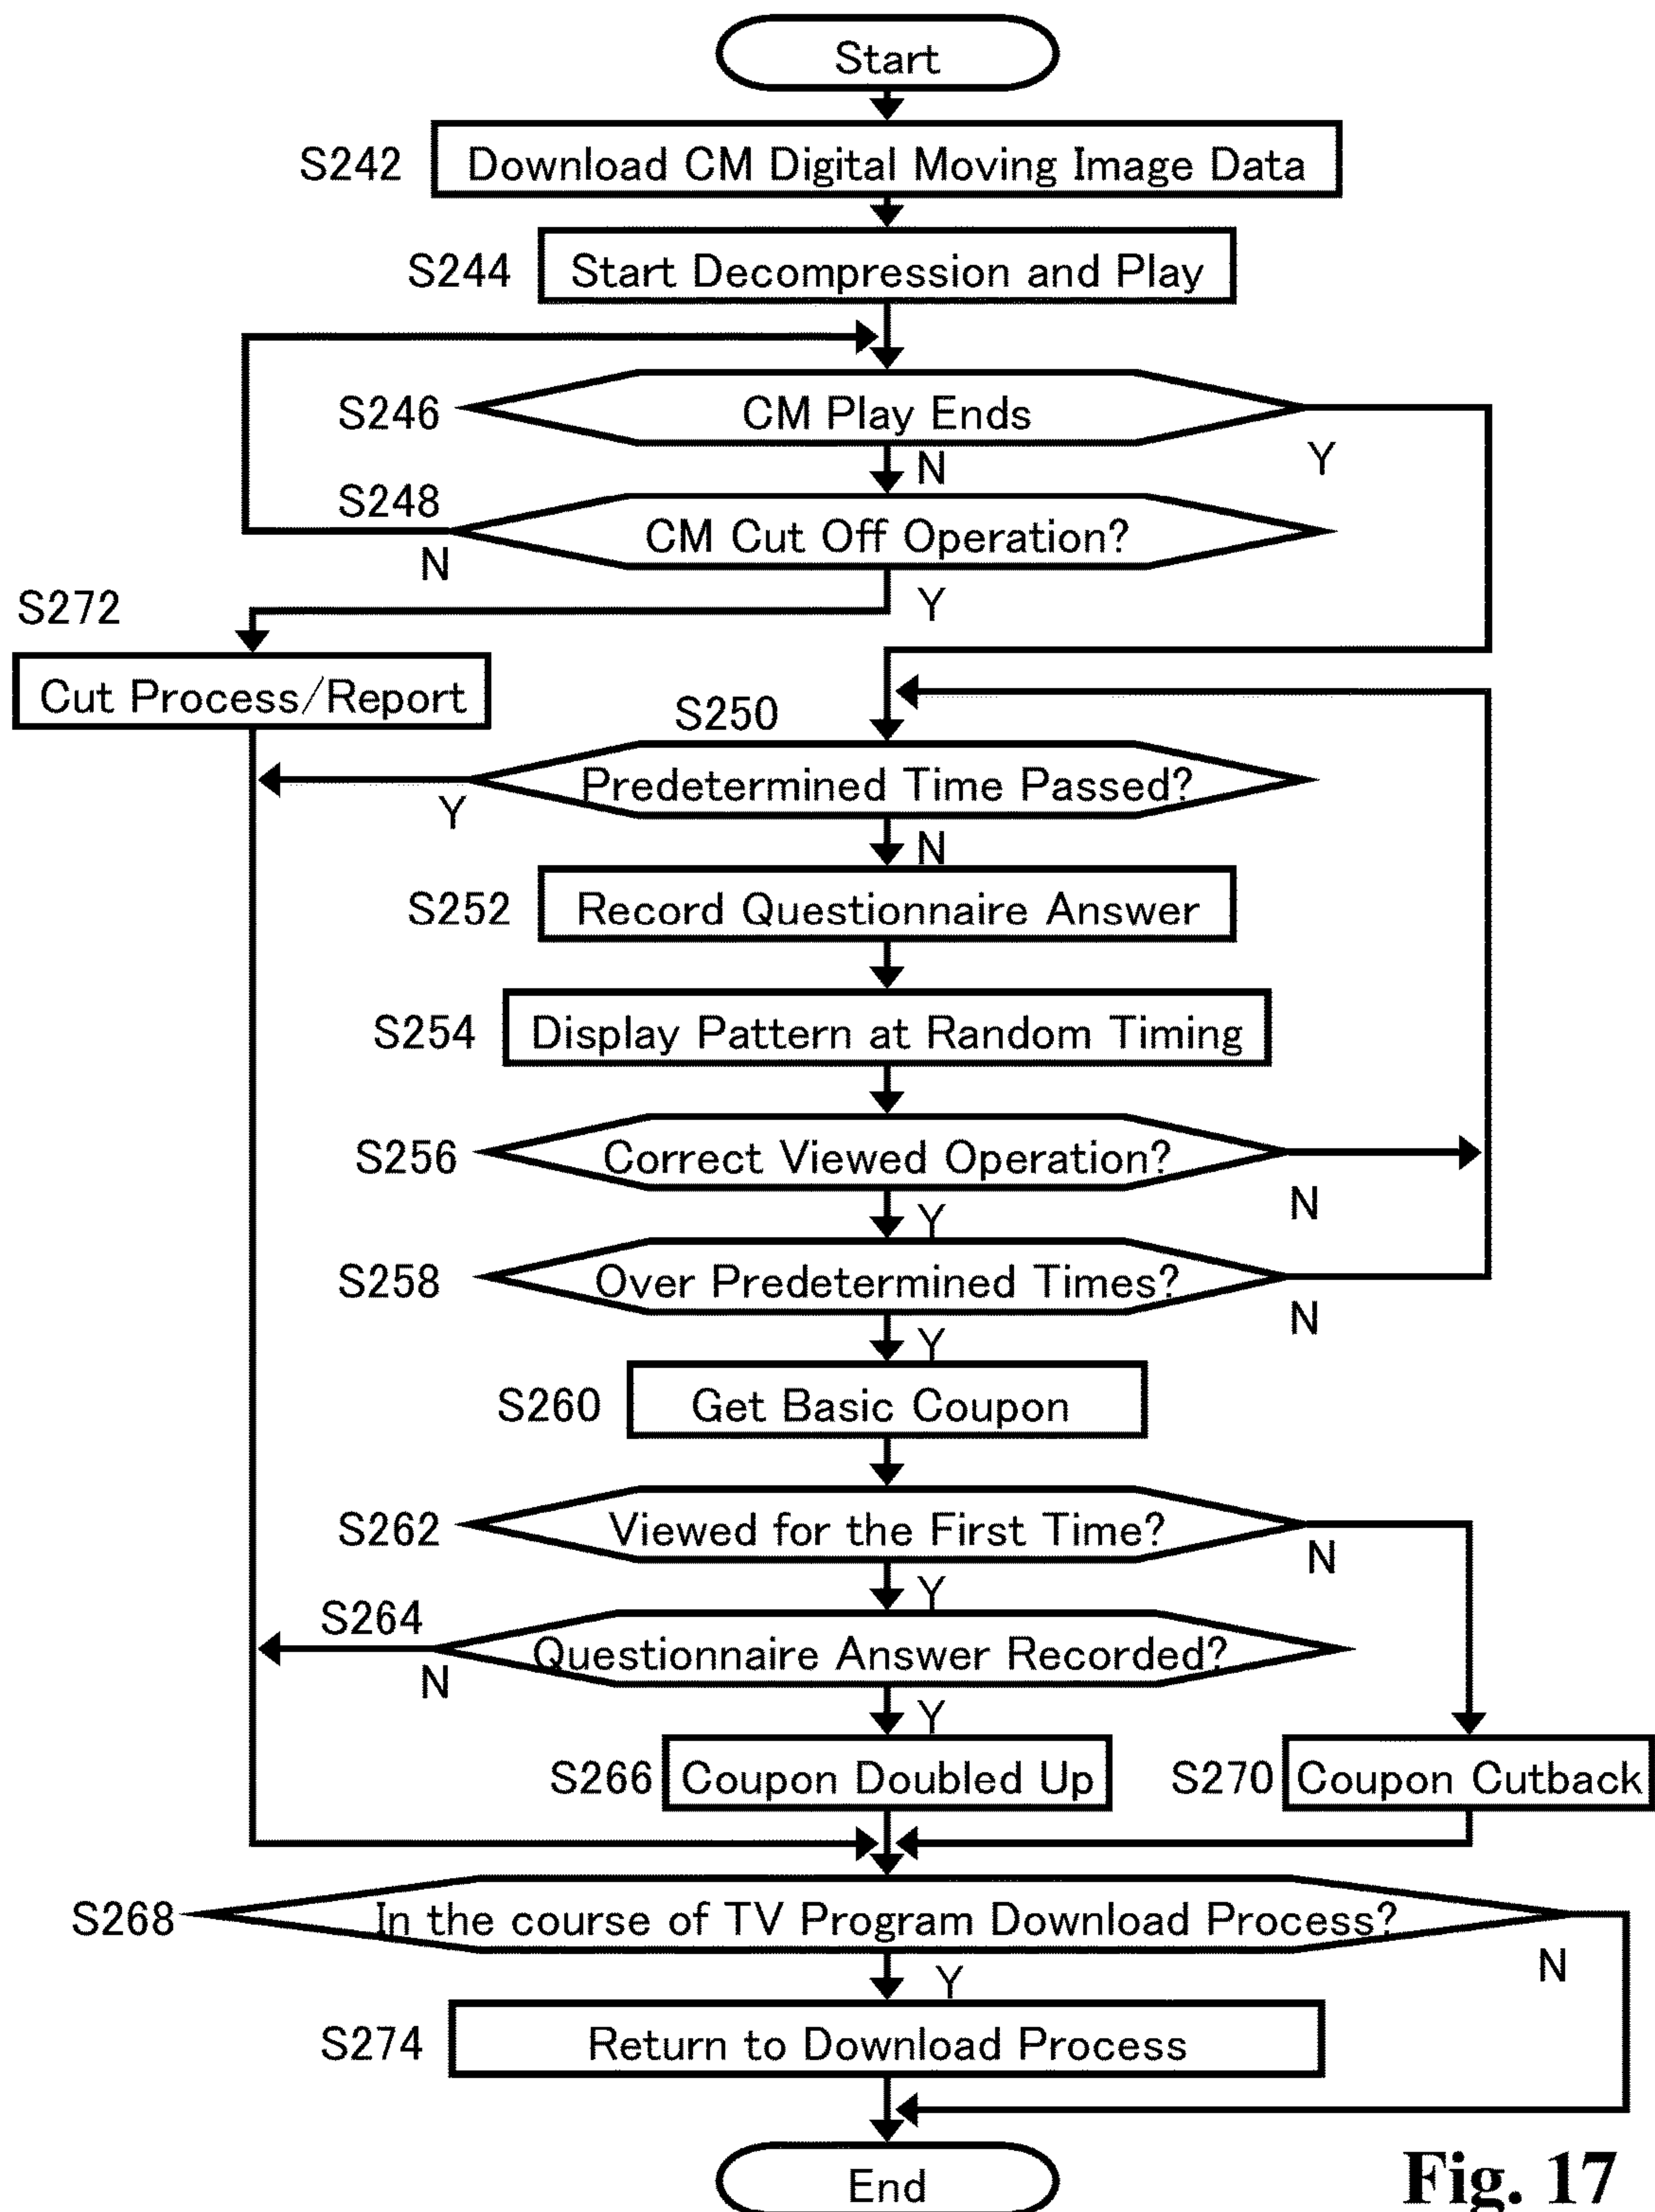 Start
S242 Download CM Digital Moving Image Data
S244 Start Decompression and Play
S246 CM Play Ends
Y
N
S248 CM Cut Off Operation?
N
Y
S272
Cut Process/Report
S250
Predetermined Time Passed?
Y
N
S252 Record Questionnaire Answer
S254 Display Pattern at Random Timing
S256 Correct Viewed Operation?
N
Y
S258 Over Predetermined Times?
N
Y
S260 Get Basic Coupon
S262 Viewed for the First Time?
N
Y
S264
Questionnaire Answer Recorded?
N
Y
S266 Coupon Doubled Up S270 Coupon Cutback
S268 In the course of TV Program Download Process?
N
Y
S274 Return to Download Process
End
Fig. 17